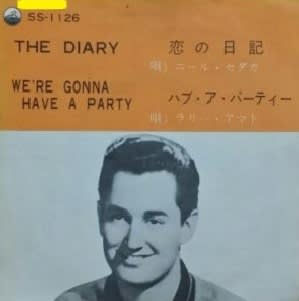 SS-1126
THE DIARY
恋の日記
唄) ニール・セダカ
WE'RE GONNA
HAVE A PARTY
ハブ・ア・パーティー
唄) ラリー・アマト